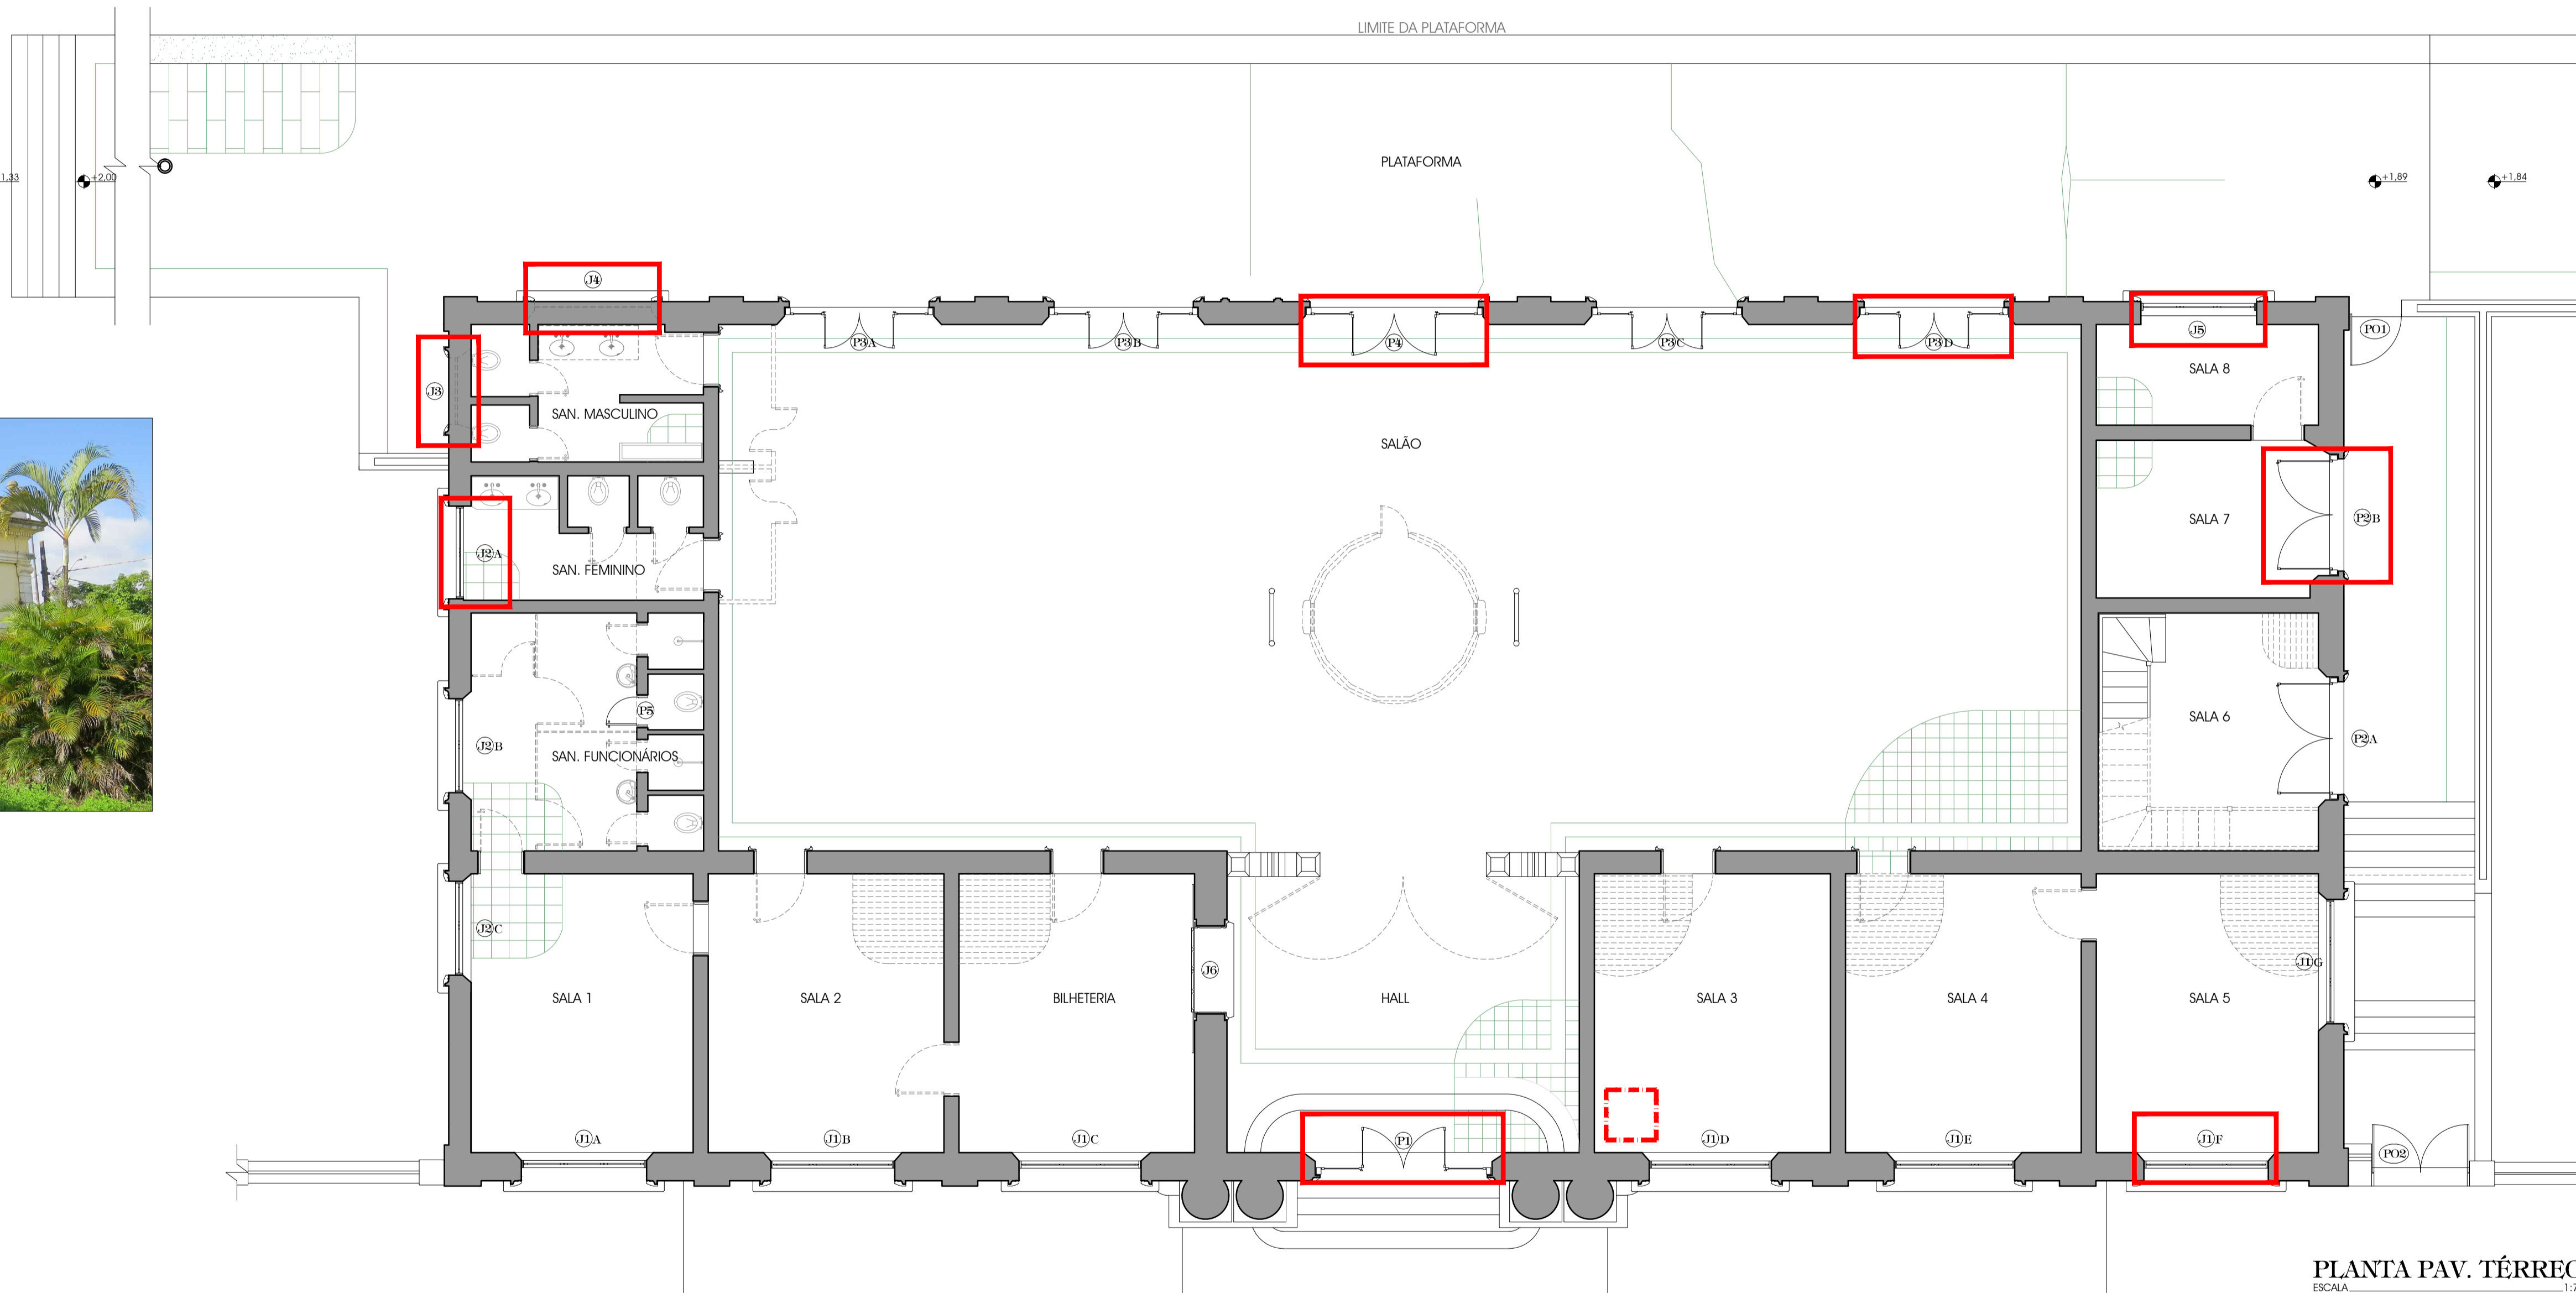 LIMITE DA PLATAFORMA
PLATAFORMA
1,33
+2,00
+1,89
+1,84
J4
J5
PO1
P3A
P3B
P4
P3C
P3D
SALA 8
J3
SAN. MASCULINO
SALÃO
SALA 7
P2B
J2A
SAN. FEMININO
P5
SALA 6
J2B
P2A
SAN. FUNCIONÁRIOS
J2C
J6
J1G
SALA 1
SALA 2
BILHETERIA
HALL
SALA 3
SALA 4
SALA 5
J1A
J1B
J1C
P1
J1D
J1E
J1F
PO2
PLANTA PAV. TÉRREO
ESCALA